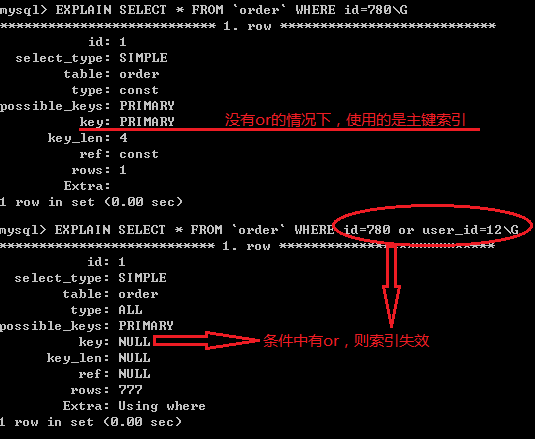 mysql> EXPLAIN SELECT * FROM `order` WHERE id=780\G
*************************** 1. row ***************************
id: 1
select_type: SIMPLE
table: order
type: const
possible_keys: PRIMARY
key: PRIMARY 没有or的情况下，使用的是主键索引
key_len: 4
ref: const
rows: 1
Extra:
1 row in set (0.00 sec)
mysql> EXPLAIN SELECT * FROM `order` WHERE id=780 or user_id=12\G
*************************** 1. row ***************************
id: 1
select_type: SIMPLE
table: order
type: ALL
possible_keys: PRIMARY
key: NULL 条件中有or，则索引失效
key_len: NULL
ref: NULL
rows: 777
Extra: Using where
1 row in set (0.00 sec)